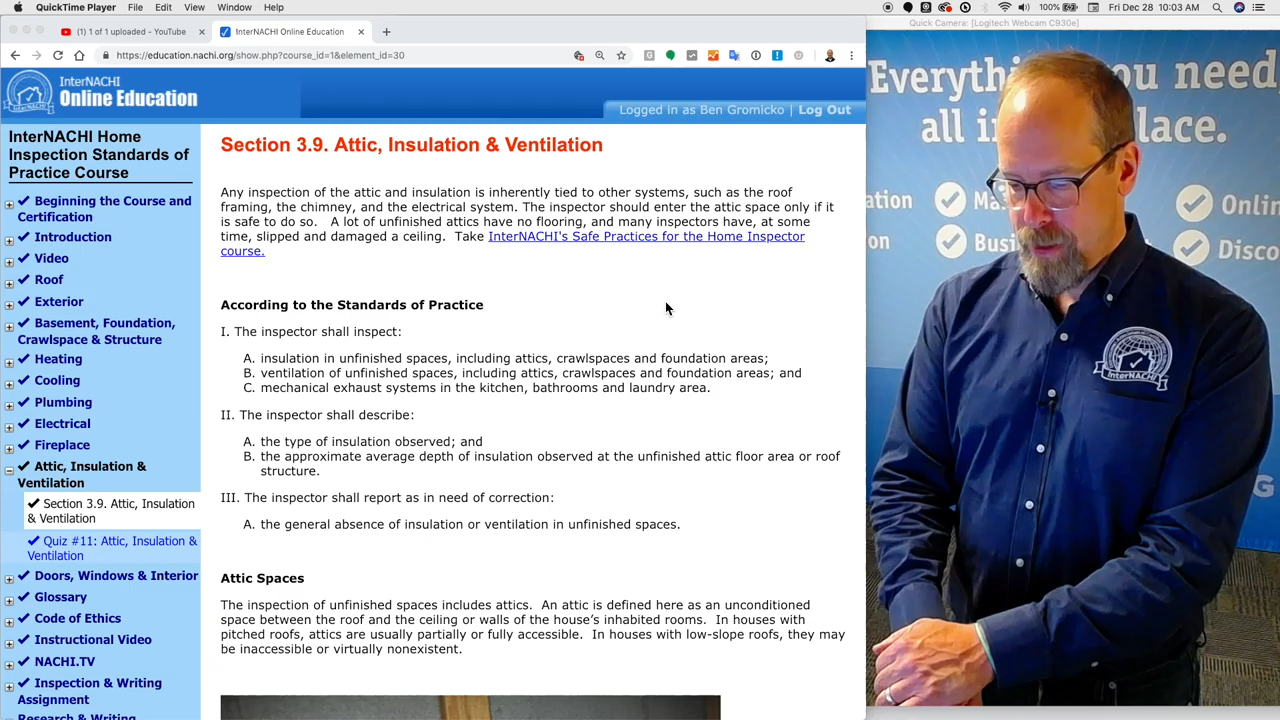 QuickTime Player File Edit View Window Help
100% Fri Dec 28 10:03 AM
(1) 1 of 1 uploaded - YouTube
InterNACHI Online Education
Quick Camera: [Logitech Webcam C930e]
https://education.nachi.org/show.php?course_id=1&element_id=30
InterNACHI
Online Education
Logged in as Ben Gromicko | Log Out
InterNACHI Home
Inspection Standards of
Practice Course
Beginning the Course and
Certification
Introduction
Video
Roof
Exterior
Basement, Foundation,
Crawlspace & Structure
Heating
Cooling
Plumbing
Electrical
Fireplace
Attic, Insulation &
Ventilation
Section 3.9. Attic, Insulation
& Ventilation
Quiz #11: Attic, Insulation &
Ventilation
Doors, Windows & Interior
Glossary
Code of Ethics
Instructional Video
NACHI.TV
Inspection & Writing
Assignment
Research & Writing
Section 3.9. Attic, Insulation & Ventilation
Any inspection of the attic and insulation is inherently tied to other systems, such as the roof
framing, the chimney, and the electrical system. The inspector should enter the attic space only if it
is safe to do so. A lot of unfinished attics have no flooring, and many inspectors have, at some
time, slipped and damaged a ceiling. Take InterNACHI's Safe Practices for the Home Inspector
course.
According to the Standards of Practice
I. The inspector shall inspect:
A. insulation in unfinished spaces, including attics, crawlspaces and foundation areas;
B. ventilation of unfinished spaces, including attics, crawlspaces and foundation areas; and
C. mechanical exhaust systems in the kitchen, bathrooms and laundry area.
II. The inspector shall describe:
A. the type of insulation observed; and
B. the approximate average depth of insulation observed at the unfinished attic floor area or roof
structure.
III. The inspector shall report as in need of correction:
A. the general absence of insulation or ventilation in unfinished spaces.
Attic Spaces
The inspection of unfinished spaces includes attics. An attic is defined here as an unconditioned
space between the roof and the ceiling or walls of the house's inhabited rooms. In houses with
pitched roofs, attics are usually partially or fully accessible. In houses with low-slope roofs, they may
be inaccessible or virtually nonexistent.
Everything you need
all in place.
Onlin
Disco
InterNACHI